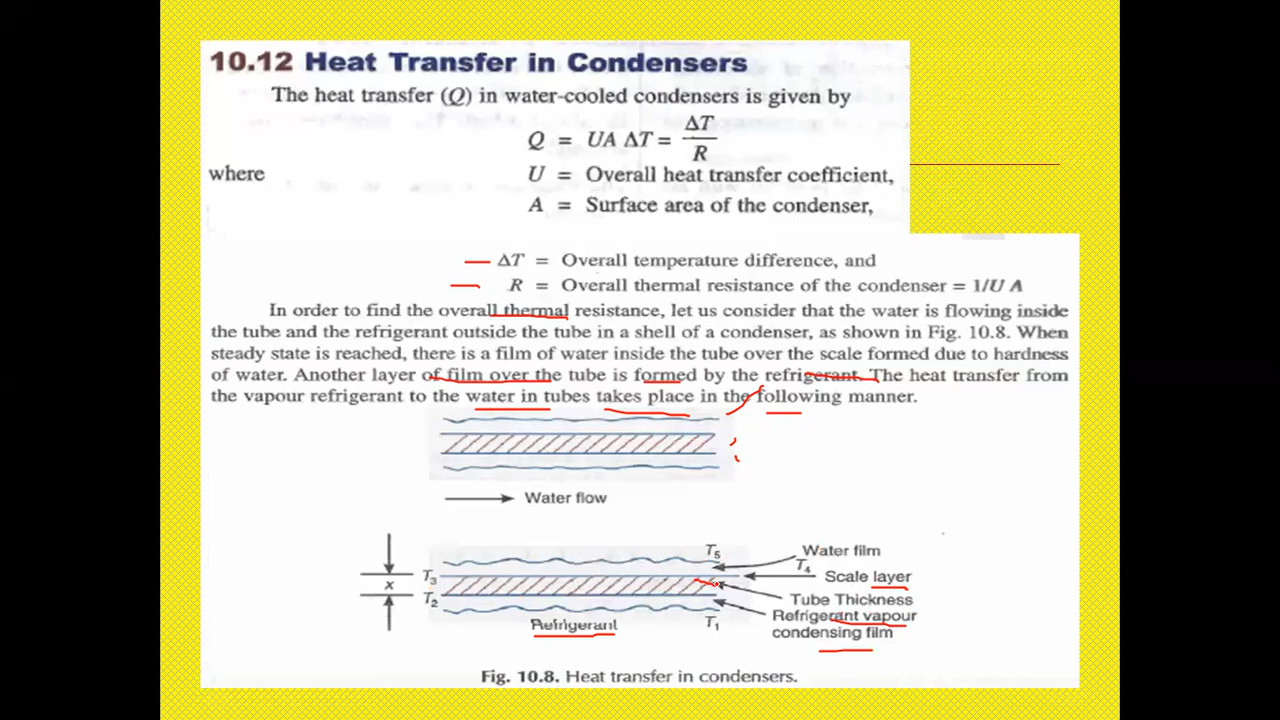 10.12 Heat Transfer in Condensers
The heat transfer (Q) in water-cooled condensers is given by
Q = UA ΔT = ΔT
R
where
U = Overall heat transfer coefficient,
A = Surface area of the condenser,
ΔT = Overall temperature difference, and
R = Overall thermal resistance of the condenser = 1/U A
In order to find the overall thermal resistance, let us consider that the water is flowing inside
the tube and the refrigerant outside the tube in a shell of a condenser, as shown in Fig. 10.8. When
steady state is reached, there is a film of water inside the tube over the scale formed due to hardness
of water. Another layer of film over the tube is formed by the refrigerant. The heat transfer from
the vapour refrigerant to the water in tubes takes place in the following manner.
Water flow
T5
Water film
T4
Scale layer
T3
x
T2
Tube Thickness
Refrigerant vapour
condensing film
Refrigerant
T1
Fig. 10.8. Heat transfer in condensers.